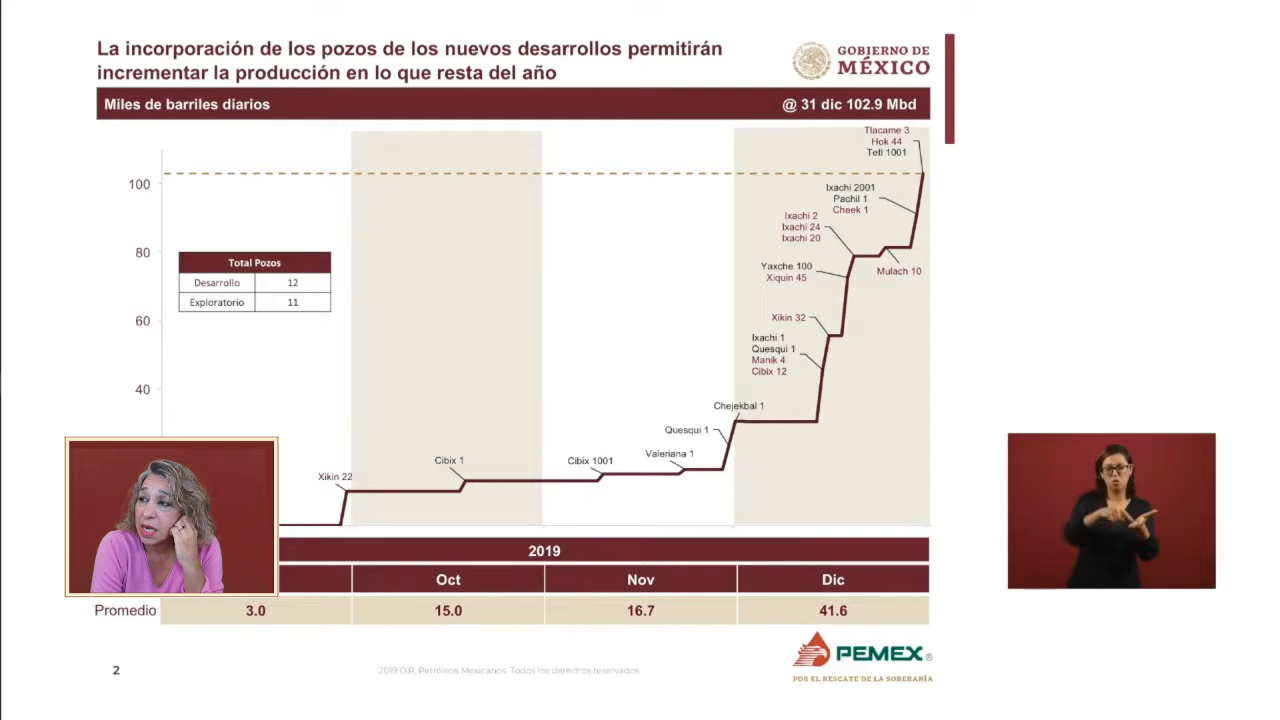 La incorporación de los pozos de los nuevos desarrollos permitirán
incrementar la producción en lo que resta del año
GOBIERNO DE
MÉXICO
Miles de barriles diarios
@ 31 dic 102.9 Mbd
100
80
60
40
Total Pozos
Desarrollo 12
Exploratorio 11
Xikin 22
Cibix 1
Cibix 1001
Valeriana 1
Quesqui 1
Chejekbal 1
Ixachi 1
Quesqui 1
Manik 4
Cibix 12
Xikin 32
Yaxche 100
Xiquin 45
Ixachi 2
Ixachi 24
Ixachi 20
Mulach 10
Ixachi 2001
Pachil 1
Cheek 1
Tlacame 3
Hok 44
Tetl 1001
2019
Oct Nov Dic
Promedio 3.0 15.0 16.7 41.6
2
2019 D.R. Petróleos Mexicanos. Todos los derechos reservados
PEMEX®
POR EL RESCATE DE LA SOBERANÍA